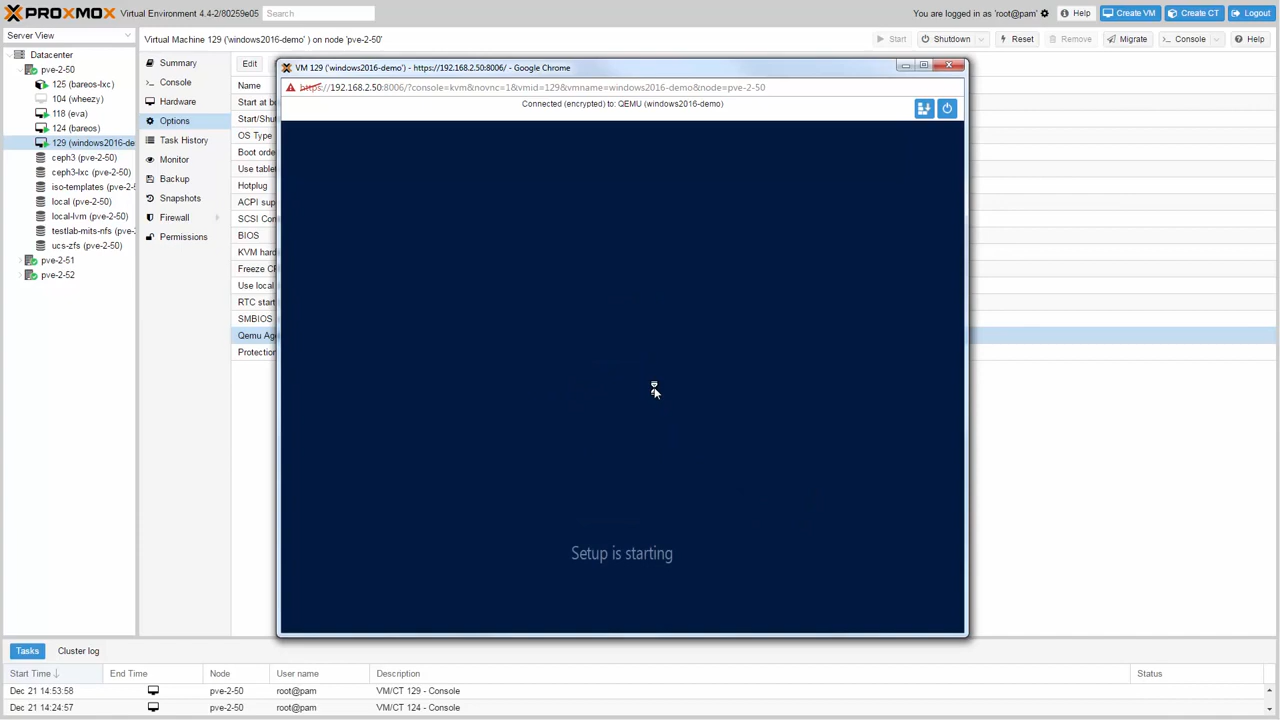 PROXMOX Virtual Environment 4.4-2/80259e05 Search You are logged in as 'root@pam' Help Create VM Create CT Logout
Server View
Virtual Machine 129 ('windows2016-demo' ) on node 'pve-2-50' Start Shutdown Reset Remove Migrate Console Help
Datacenter
pve-2-50
125 (bareos-lxc)
104 (wheezy)
118 (eva)
124 (bareos)
129 (windows2016-de
ceph3 (pve-2-50)
ceph3-lxc (pve-2-50)
iso-templates (pve-2-5
local (pve-2-50)
local-lvm (pve-2-50)
testlab-mits-nfs (pve-2
ucs-zfs (pve-2-50)
pve-2-51
pve-2-52
Summary
Console
Hardware
Options
Task History
Monitor
Backup
Snapshots
Firewall
Permissions
Edit
Name
Start at bo
Start/Shut
OS Type
Boot orde
Use tablet
Hotplug
ACPI sup
SCSI Con
BIOS
KVM hard
Freeze CP
Use local
RTC start
SMBIOS
Qemu Age
Protection
VM 129 ('windows2016-demo') - https://192.168.2.50:8006/ - Google Chrome
https://192.168.2.50:8006/?console=kvm&novnc=1&vmid=129&vmname=windows2016-demo&node=pve-2-50
Connected (encrypted) to: QEMU (windows2016-demo)
Setup is starting
Tasks Cluster log
Start Time End Time Node User name Description Status
Dec 21 14:53:58 pve-2-50 root@pam VM/CT 129 - Console
Dec 21 14:24:57 pve-2-50 root@pam VM/CT 124 - Console